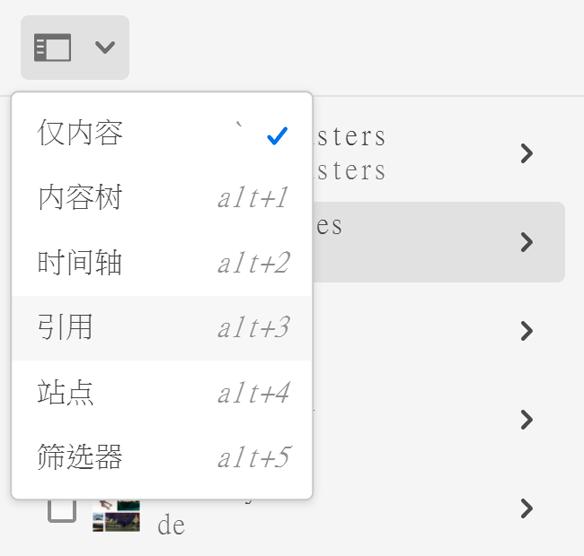 仅内容 `
sters
sters
内容树 alt+1
es
时间轴 alt+2
引用 alt+3
站点 alt+4
筛选器 alt+5
de